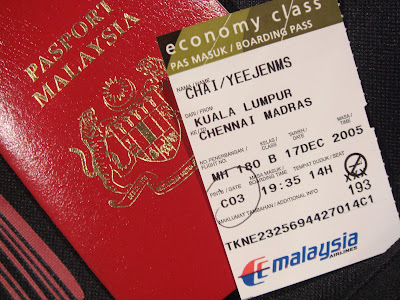 PASPORT
MALAYSIA
economy class
PAS MASUK / BOARDING PASS
NAMA / NAME
CHAI/YEEJENMS
DARI / FROM
KUALA LUMPUR
KE / TO
CHENNAI MADRAS
NO. PENERBANGAN / FLIGHT NO. KELAS / CLASS TARIKH / DATE MASA / TIME
MH 180 B 17DEC 2005
PINTU / GATE MASA MASUK / BOARDING TIME TEMPAT DUDUK / SEAT
C03 19:35 14H XXX
MAKLUMAT TAMBAHAN / ADDITIONAL INFO 193
TKNE2325694427014C1
malaysia
AIRLINES